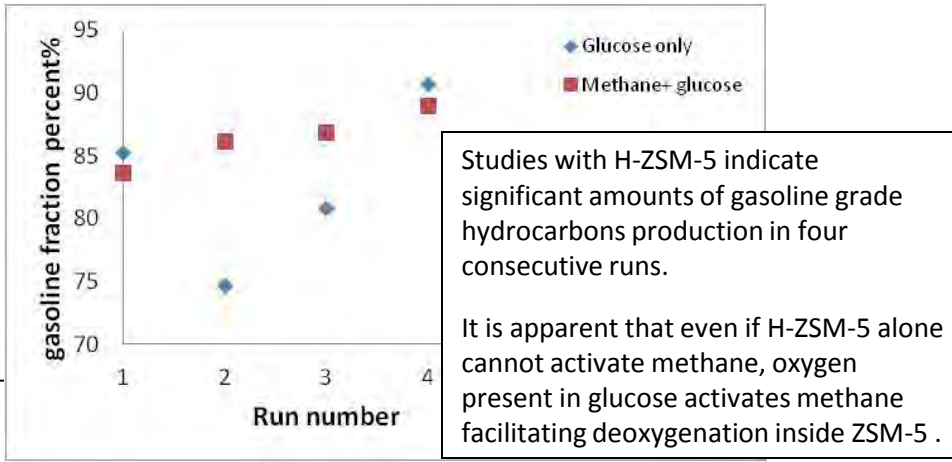 95
90
85
80
75
70
gasoline fraction percent%
1 2 3 4
Run number
Glucose only
Methane+ glucose
Studies with H-ZSM-5 indicate
significant amounts of gasoline grade
hydrocarbons production in four
consecutive runs.
It is apparent that even if H-ZSM-5 alone
cannot activate methane, oxygen
present in glucose activates methane
facilitating deoxygenation inside ZSM-5 .